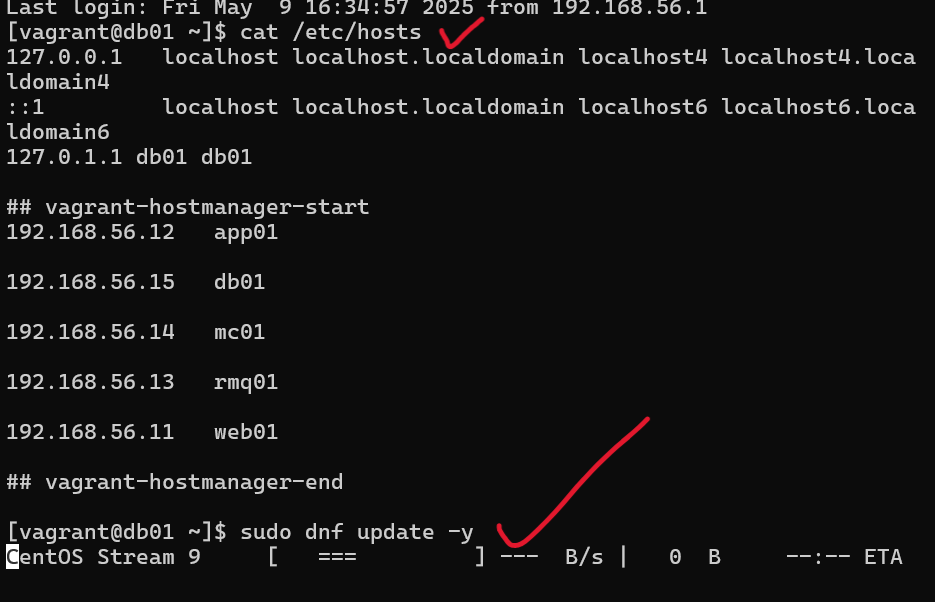 Last login: Fri May  9 16:34:57 2025 from 192.168.56.1
[vagrant@db01 ~]$ cat /etc/hosts
127.0.0.1   localhost localhost.localdomain localhost4 localhost4.loca
ldomain4
::1         localhost localhost.localdomain localhost6 localhost6.loca
ldomain6
127.0.1.1 db01 db01
## vagrant-hostmanager-start
192.168.56.12   app01
192.168.56.15   db01
192.168.56.14   mc01
192.168.56.13   rmq01
192.168.56.11   web01
## vagrant-hostmanager-end
[vagrant@db01 ~]$ sudo dnf update -y
CentOS Stream 9     [   ===         ] ---  B/s |   0  B     --:-- ETA